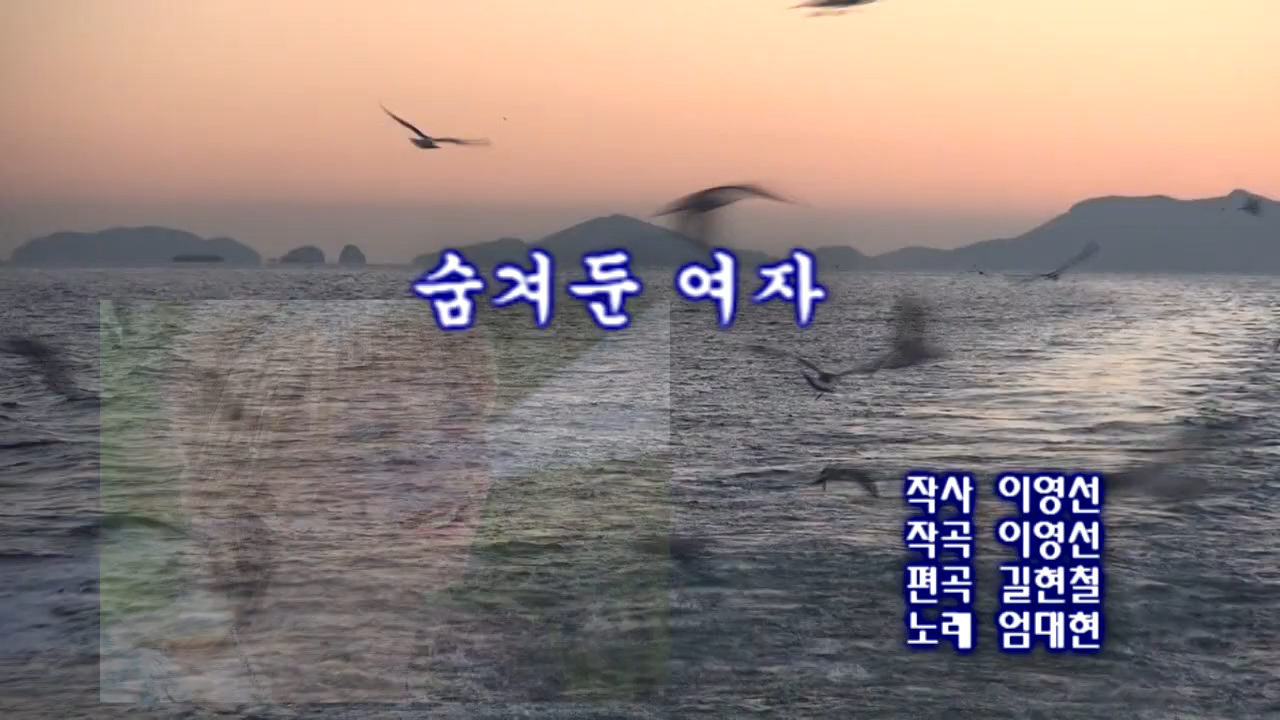 숨겨둔 여자
작사 이영선
작곡 이영선
편곡 길현철
노래 엄대현